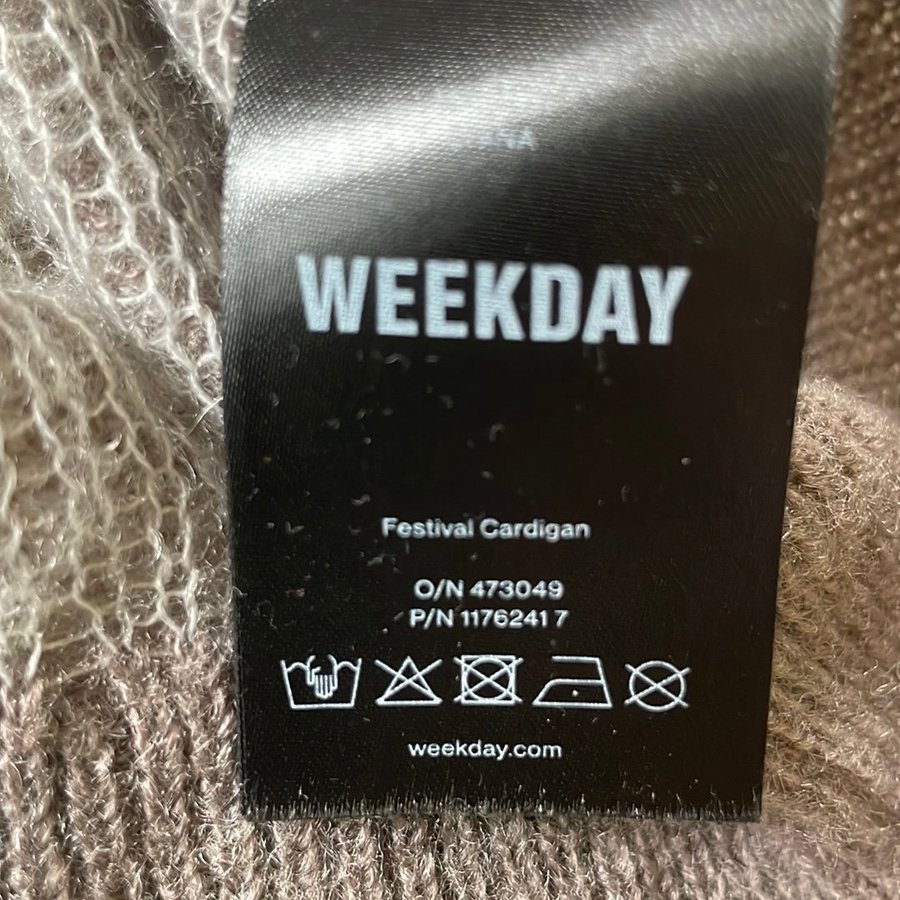 WEEKDAY
Festival Cardigan
O/N 473049
P/N 1176241 7
weekday.com